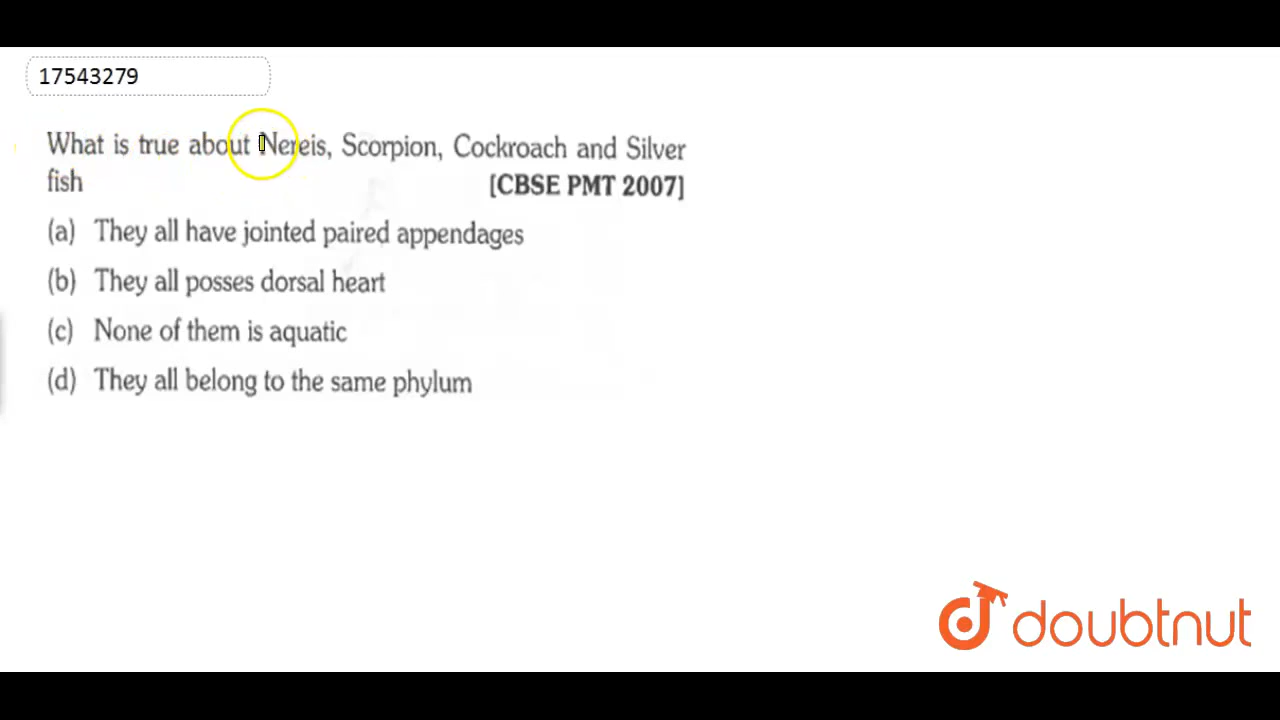 17543279
What is true about Nereis, Scorpion, Cockroach and Silver
fish [CBSE PMT 2007]
(a) They all have jointed paired appendages
(b) They all posses dorsal heart
(c) None of them is aquatic
(d) They all belong to the same phylum
doubtnut